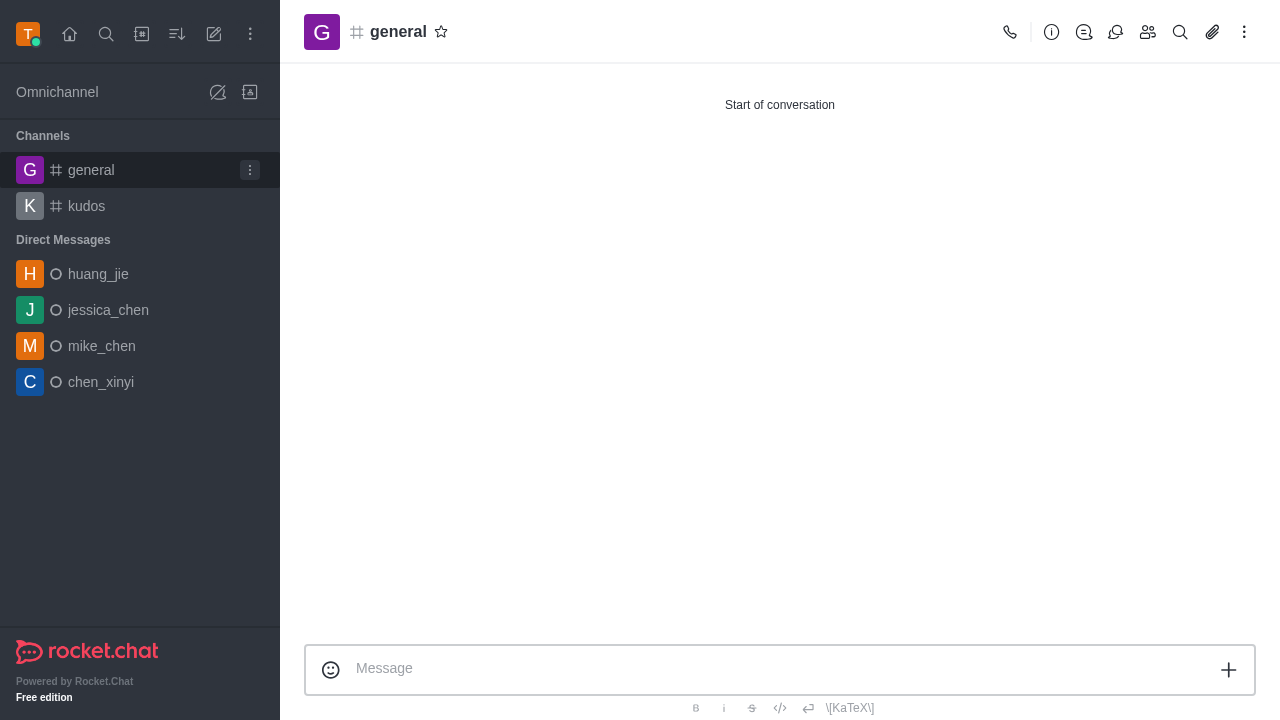 T
Omnichannel
Channels
G general
K kudos
Direct Messages
H huang_jie
J jessica_chen
M mike_chen
C chen_xinyi
rocket.chat
Powered by Rocket.Chat
Free edition
G general
Start of conversation
Message
B i S </> \[KaTeX\]